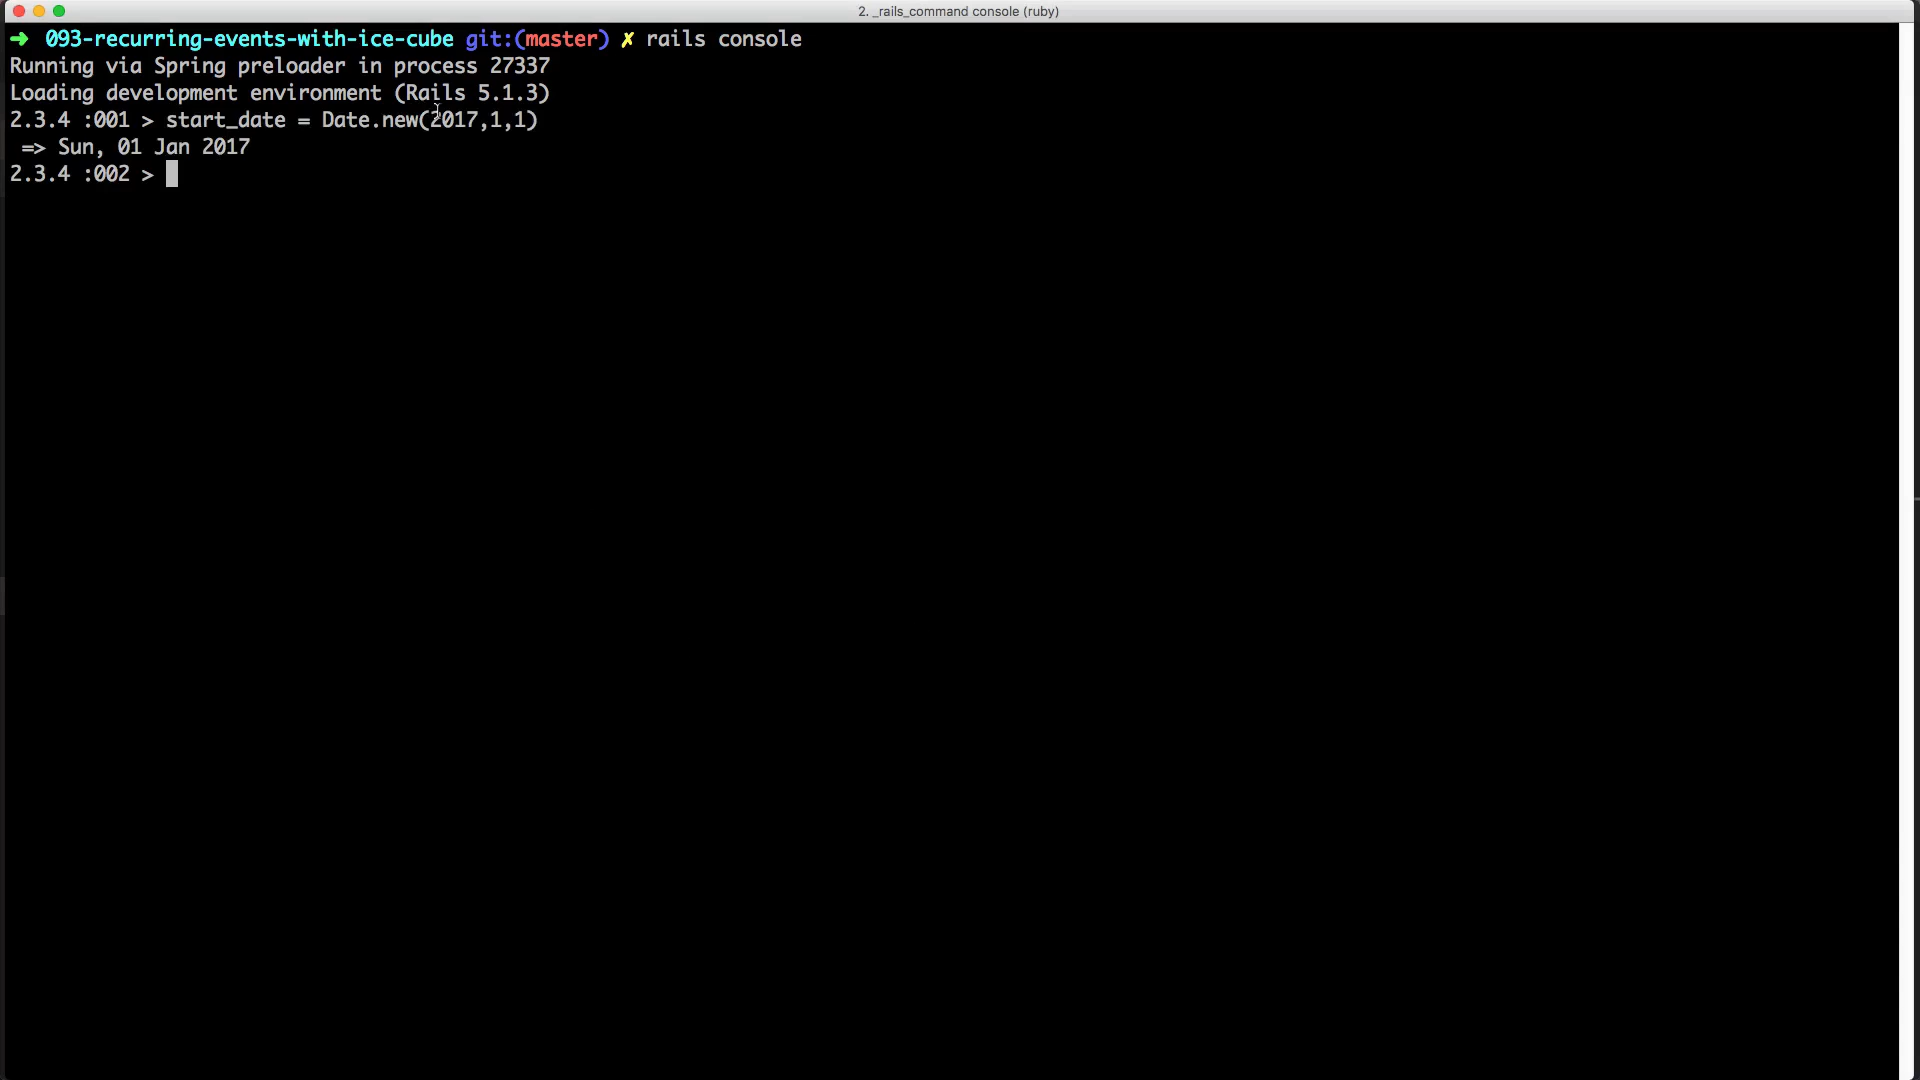 2. _rails_command console (ruby)
➜ 093-recurring-events-with-ice-cube git:(master) ✗ rails console
Running via Spring preloader in process 27337
Loading development environment (Rails 5.1.3)
2.3.4 :001 > start_date = Date.new(2017,1,1)
=> Sun, 01 Jan 2017
2.3.4 :002 >